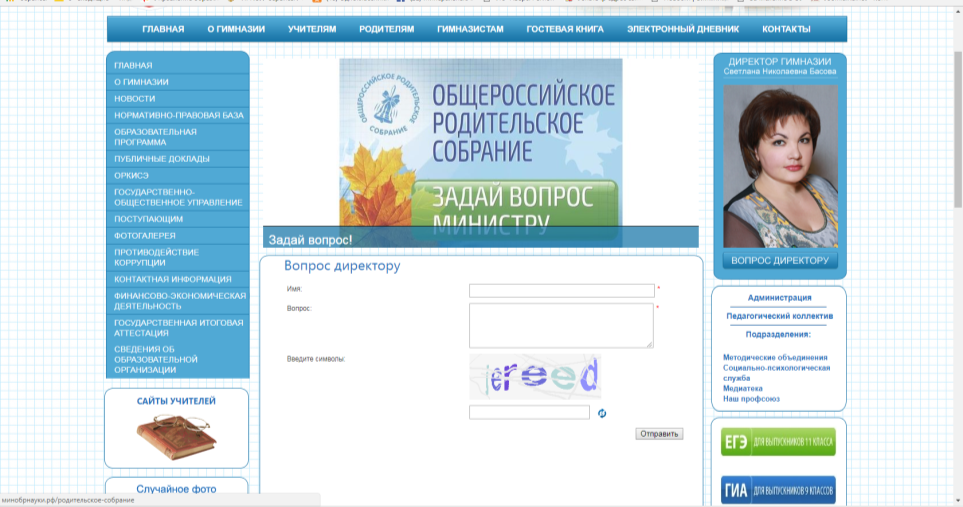 ГЛАВНАЯ О ГИМНАЗИИ УЧИТЕЛЯМ РОДИТЕЛЯМ ГИМНАЗИСТАМ ГОСТЕВАЯ КНИГА ЭЛЕКТРОННЫЙ ДНЕВНИК КОНТАКТЫ
ГЛАВНАЯ
О ГИМНАЗИИ
НОВОСТИ
НОРМАТИВНО-ПРАВОВАЯ БАЗА
ОБРАЗОВАТЕЛЬНАЯ
ПРОГРАММА
ПУБЛИЧНЫЕ ДОКЛАДЫ
ОРКИСЭ
ГОСУДАРСТВЕННО-
ОБЩЕСТВЕННОЕ УПРАВЛЕНИЕ
ПОСТУПАЮЩИМ
ФОТОГАЛЕРЕЯ
ПРОТИВОДЕЙСТВИЕ
КОРРУПЦИИ
КОНТАКТНАЯ ИНФОРМАЦИЯ
ФИНАНСОВО-ЭКОНОМИЧЕСКАЯ
ДЕЯТЕЛЬНОСТЬ
ГОСУДАРСТВЕННАЯ ИТОГОВАЯ
АТТЕСТАЦИЯ
СВЕДЕНИЯ ОБ
ОБРАЗОВАТЕЛЬНОЙ
ОРГАНИЗАЦИИ
САЙТЫ УЧИТЕЛЕЙ
Случайное фото
минобрнауки.рф/родительское-собрание
ОБЩЕРОССИЙСКОЕ РОДИТЕЛЬСКОЕ
СОБРАНИЕ
ОБЩЕРОССИЙСКОЕ
РОДИТЕЛЬСКОЕ
СОБРАНИЕ
ЗАДАЙ ВОПРОС
МИНИСТРУ
Задай вопрос!
Вопрос директору
Имя: *
Вопрос: *
Введите символы:
jereed
Отправить
ДИРЕКТОР ГИМНАЗИИ
Светлана Николаевна Басова
ВОПРОС ДИРЕКТОРУ
Администрация
Педагогический коллектив
Подразделения:
Методические объединения
Социально-психологическая
служба
Медиатека
Наш профсоюз
ЕГЭ ДЛЯ ВЫПУСКНИКОВ 11 КЛАССА
ГИА ДЛЯ ВЫПУСКНИКОВ 9 КЛАССОВ